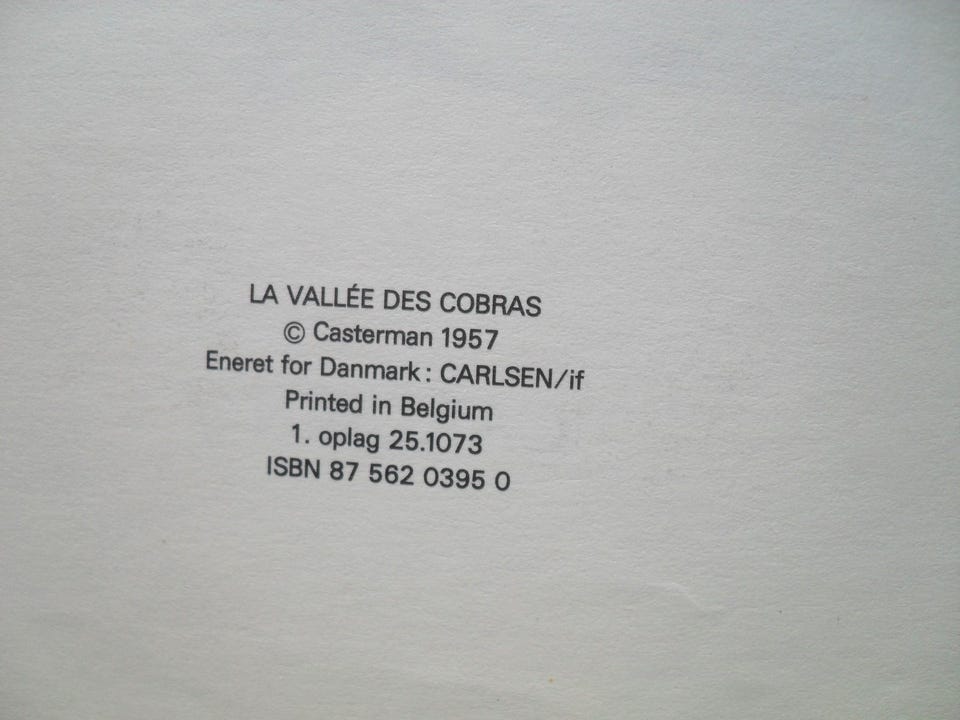 LA VALLÉE DES COBRAS
© Casterman 1957
Eneret for Danmark: CARLSEN/if
Printed in Belgium
1. oplag 25.1073
ISBN 87 562 0395 0